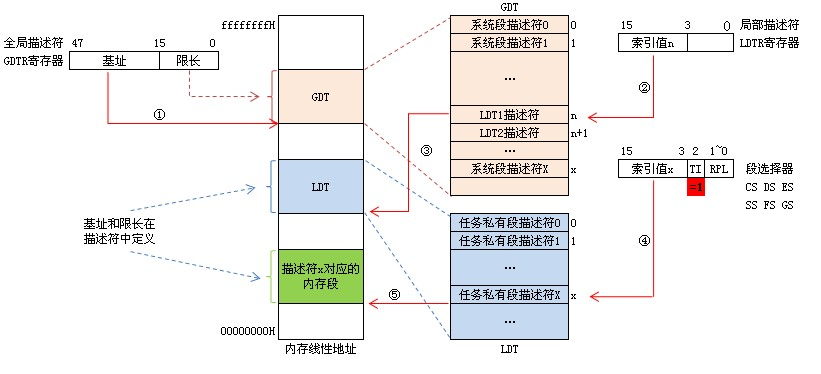 全局描述符
GDTR寄存器
47 15 0
基址 限长
①
ffffffffH
GDT
LDT
描述符x对应的
内存段
00000000H
内存线性地址
基址和限长在
描述符中定义
GDT
系统段描述符0 0
系统段描述符1 1
...
LDT1描述符 n
LDT2描述符 n+1
...
系统段描述符X x
③
任务私有段描述符0 0
任务私有段描述符1 1
...
任务私有段描述符X x
...
LDT
⑤
15 3 0
索引值n
局部描述符
LDTR寄存器
②
15 3 2 1~0
索引值x TI RPL
=1
段选择器
CS DS ES
SS FS GS
④